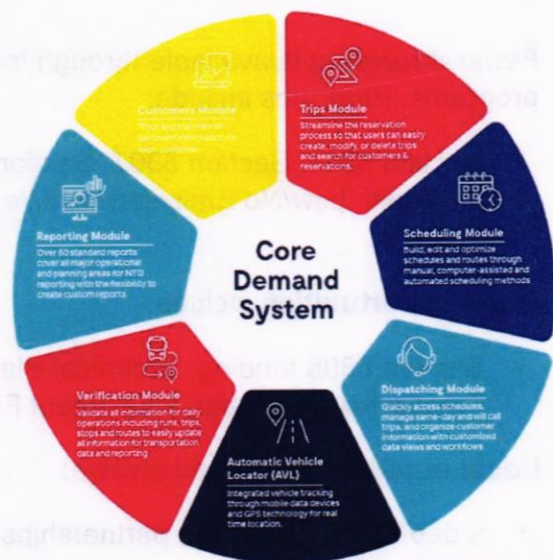 Customers Module
Trips Module
Streamline the reservation
process so that users can easily
create, modify, or delete trips
and search for customers &
reservations.
Scheduling Module
Build, edit and optimize
schedules and routes through
manual, computer-assisted and
automated scheduling methods
Dispatching Module
Quickly access schedules,
manage same-day and will call
trips, and organize customer
information with customized
data views and workflows
Automatic Vehicle
Locator (AVL)
Integrated vehicle tracking
through mobile data devices
and GPS technology for real
time location.
Verification Module
Validate all information for daily
operations including runs, trips,
stops and routes to easily update
all information for transportation
data and reporting
Reporting Module
Over 60 standard reports
cover all major operational
and planning areas for NTD
reporting with the flexibility to
create custom reports
Core
Demand
System